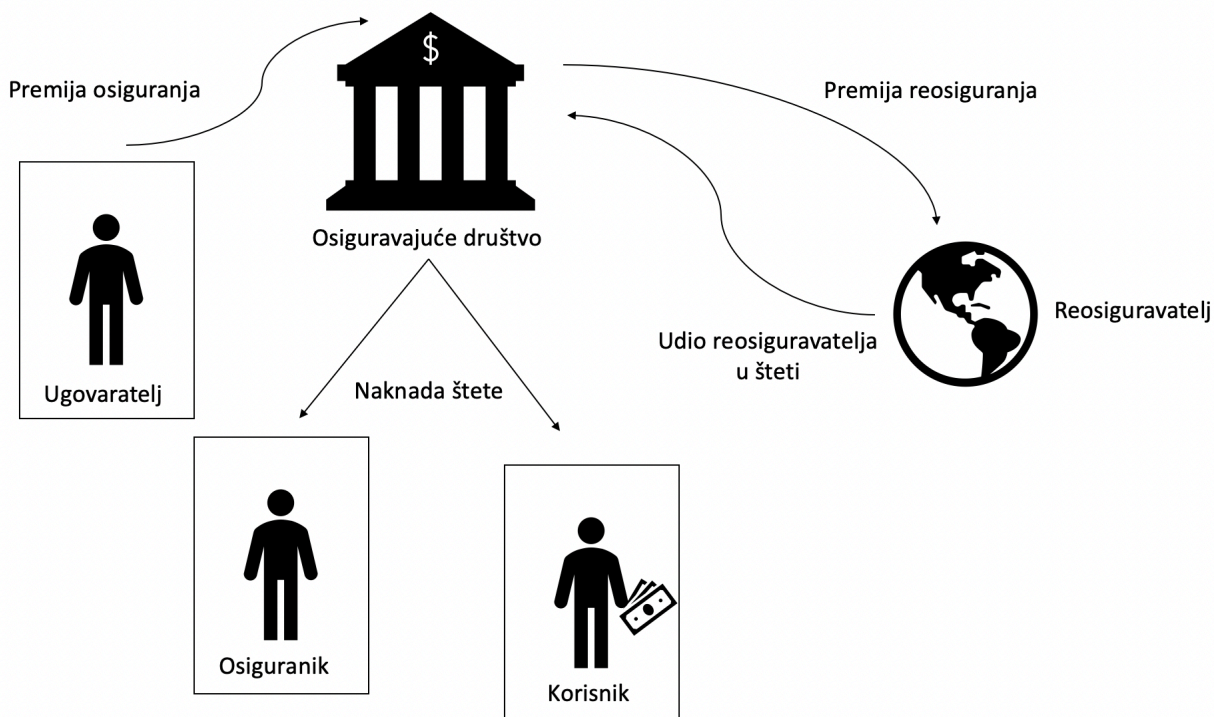 $
Premija osiguranja
Premija reosiguranja
Osiguravajuće društvo
Reosiguravatelj
Udio reosiguravatelja
u šteti
Ugovaratelj
Naknada štete
Osiguranik
Korisnik